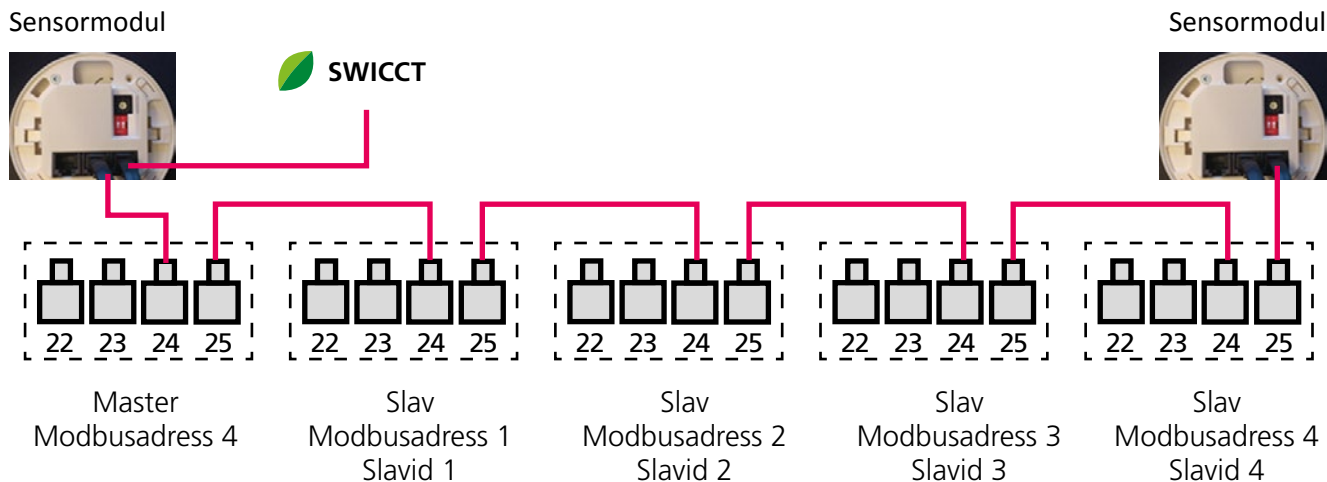 Sensormodul
SWICCT
Sensormodul
22 23 24 25
22 23 24 25
22 23 24 25
22 23 24 25
22 23 24 25
Master
Modbusadress 4
Slav
Modbusadress 1
Slavid 1
Slav
Modbusadress 2
Slavid 2
Slav
Modbusadress 3
Slavid 3
Slav
Modbusadress 4
Slavid 4